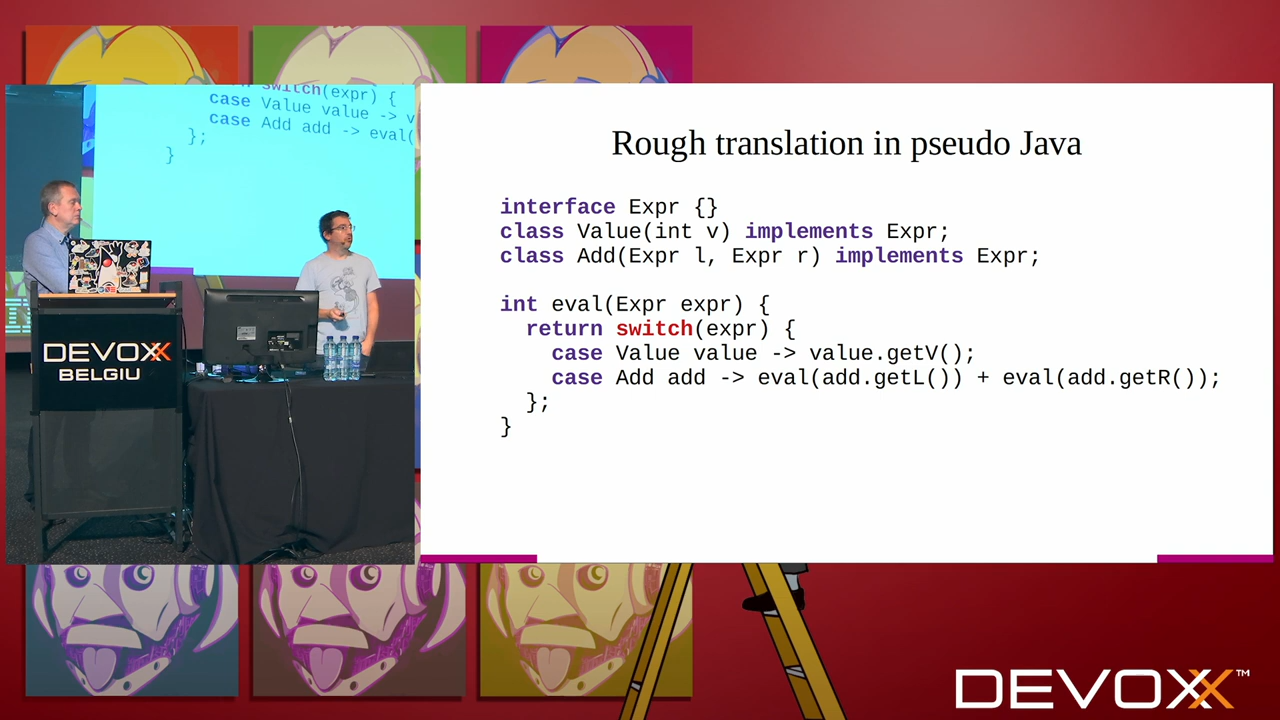 switch(expr) {
case Value value -> v
case Add add -> eval(
};
}
DEVOXX
BELGIU
Rough translation in pseudo Java
interface Expr {}
class Value(int v) implements Expr;
class Add(Expr l, Expr r) implements Expr;
int eval(Expr expr) {
return switch(expr) {
case Value value -> value.getV();
case Add add -> eval(add.getL()) + eval(add.getR());
};
}
DEVOXX™